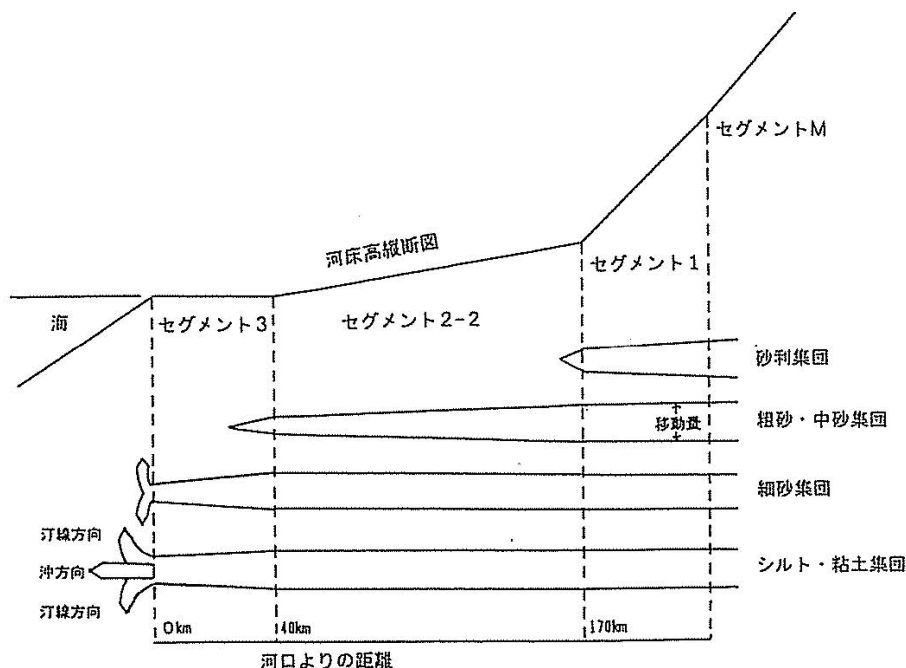 セグメントM
河床高縦断図
セグメント1
海
セグメント3
セグメント2-2
砂利集団
移動量
粗砂・中砂集団
細砂集団
汀線方向
沖方向
シルト・粘土集団
汀線方向
0km
40km
170km
河口よりの距離